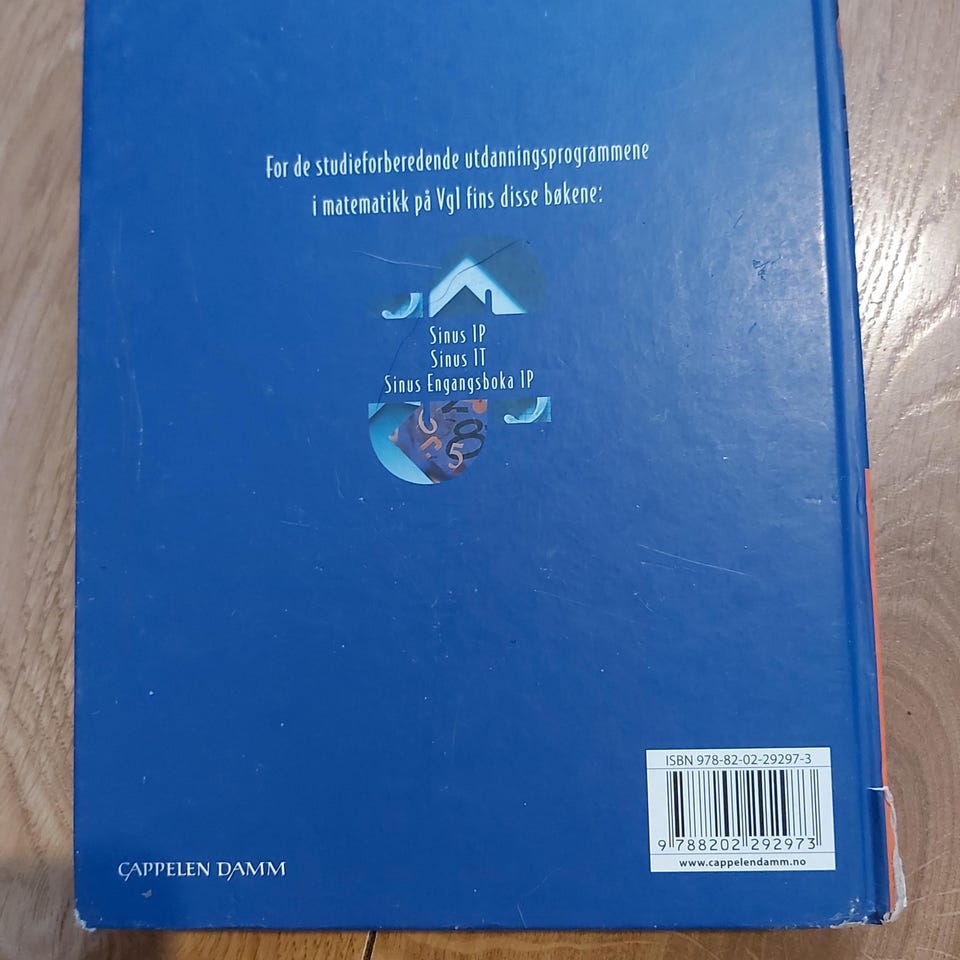 For de studieforberedende utdanningsprogrammene
i matematikk på Vg1 fins disse bøkene:
Sinus 1P
Sinus 1T
Sinus Engangsboka 1P
5
ISBN 978-82-02-29297-3
9 788202 292973
www.cappelendamm.no
CAPPELEN DAMM